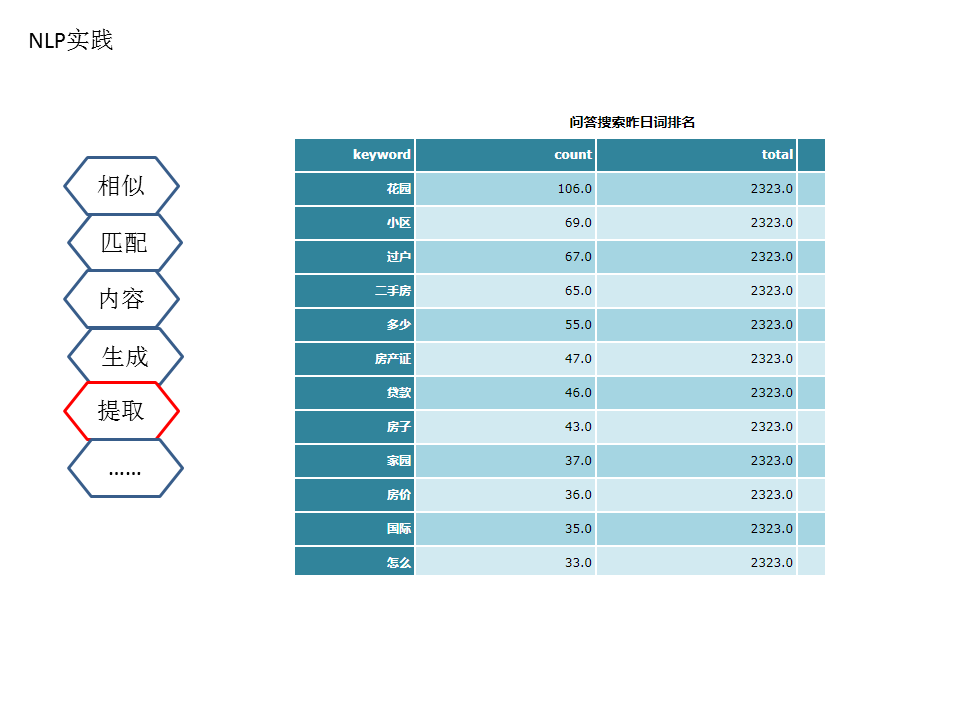 NLP实践
相似
匹配
内容
生成
提取
……
问答搜索昨日词排名
keyword count total
花园 106.0 2323.0
小区 69.0 2323.0
过户 67.0 2323.0
二手房 65.0 2323.0
多少 55.0 2323.0
房产证 47.0 2323.0
贷款 46.0 2323.0
房子 43.0 2323.0
家园 37.0 2323.0
房价 36.0 2323.0
国际 35.0 2323.0
怎么 33.0 2323.0